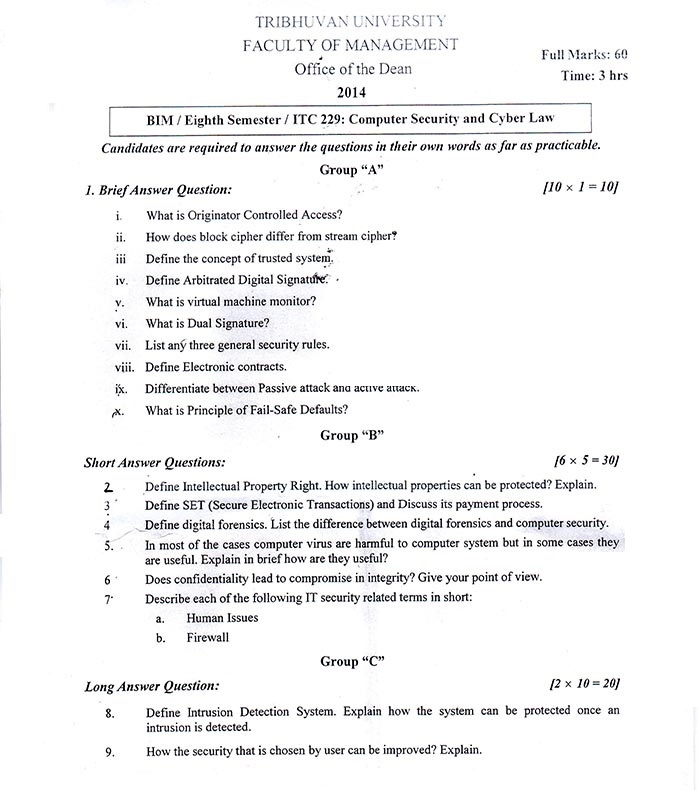 TRIBHUVAN UNIVERSITY
FACULTY OF MANAGEMENT
Office of the Dean
2014
Full Marks: 60
Time: 3 hrs
BIM / Eighth Semester / ITC 229: Computer Security and Cyber Law
Candidates are required to answer the questions in their own words as far as practicable.
Group “A”
1. Brief Answer Question: [10 × 1 = 10]
i. What is Originator Controlled Access?
ii. How does block cipher differ from stream cipher?
iii Define the concept of trusted system.
iv. Define Arbitrated Digital Signature.
v. What is virtual machine monitor?
vi. What is Dual Signature?
vii. List any three general security rules.
viii. Define Electronic contracts.
ix. Differentiate between Passive attack and active attack.
x. What is Principle of Fail-Safe Defaults?
Group “B”
Short Answer Questions: [6 × 5 = 30]
2 Define Intellectual Property Right. How intellectual properties can be protected? Explain.
3 Define SET (Secure Electronic Transactions) and Discuss its payment process.
4 Define digital forensics. List the difference between digital forensics and computer security.
5. In most of the cases computer virus are harmful to computer system but in some cases they
are useful. Explain in brief how are they useful?
6 Does confidentiality lead to compromise in integrity? Give your point of view.
7 Describe each of the following IT security related terms in short:
a. Human Issues
b. Firewall
Group “C”
Long Answer Question: [2 × 10 = 20]
8. Define Intrusion Detection System. Explain how the system can be protected once an
intrusion is detected.
9. How the security that is chosen by user can be improved? Explain.